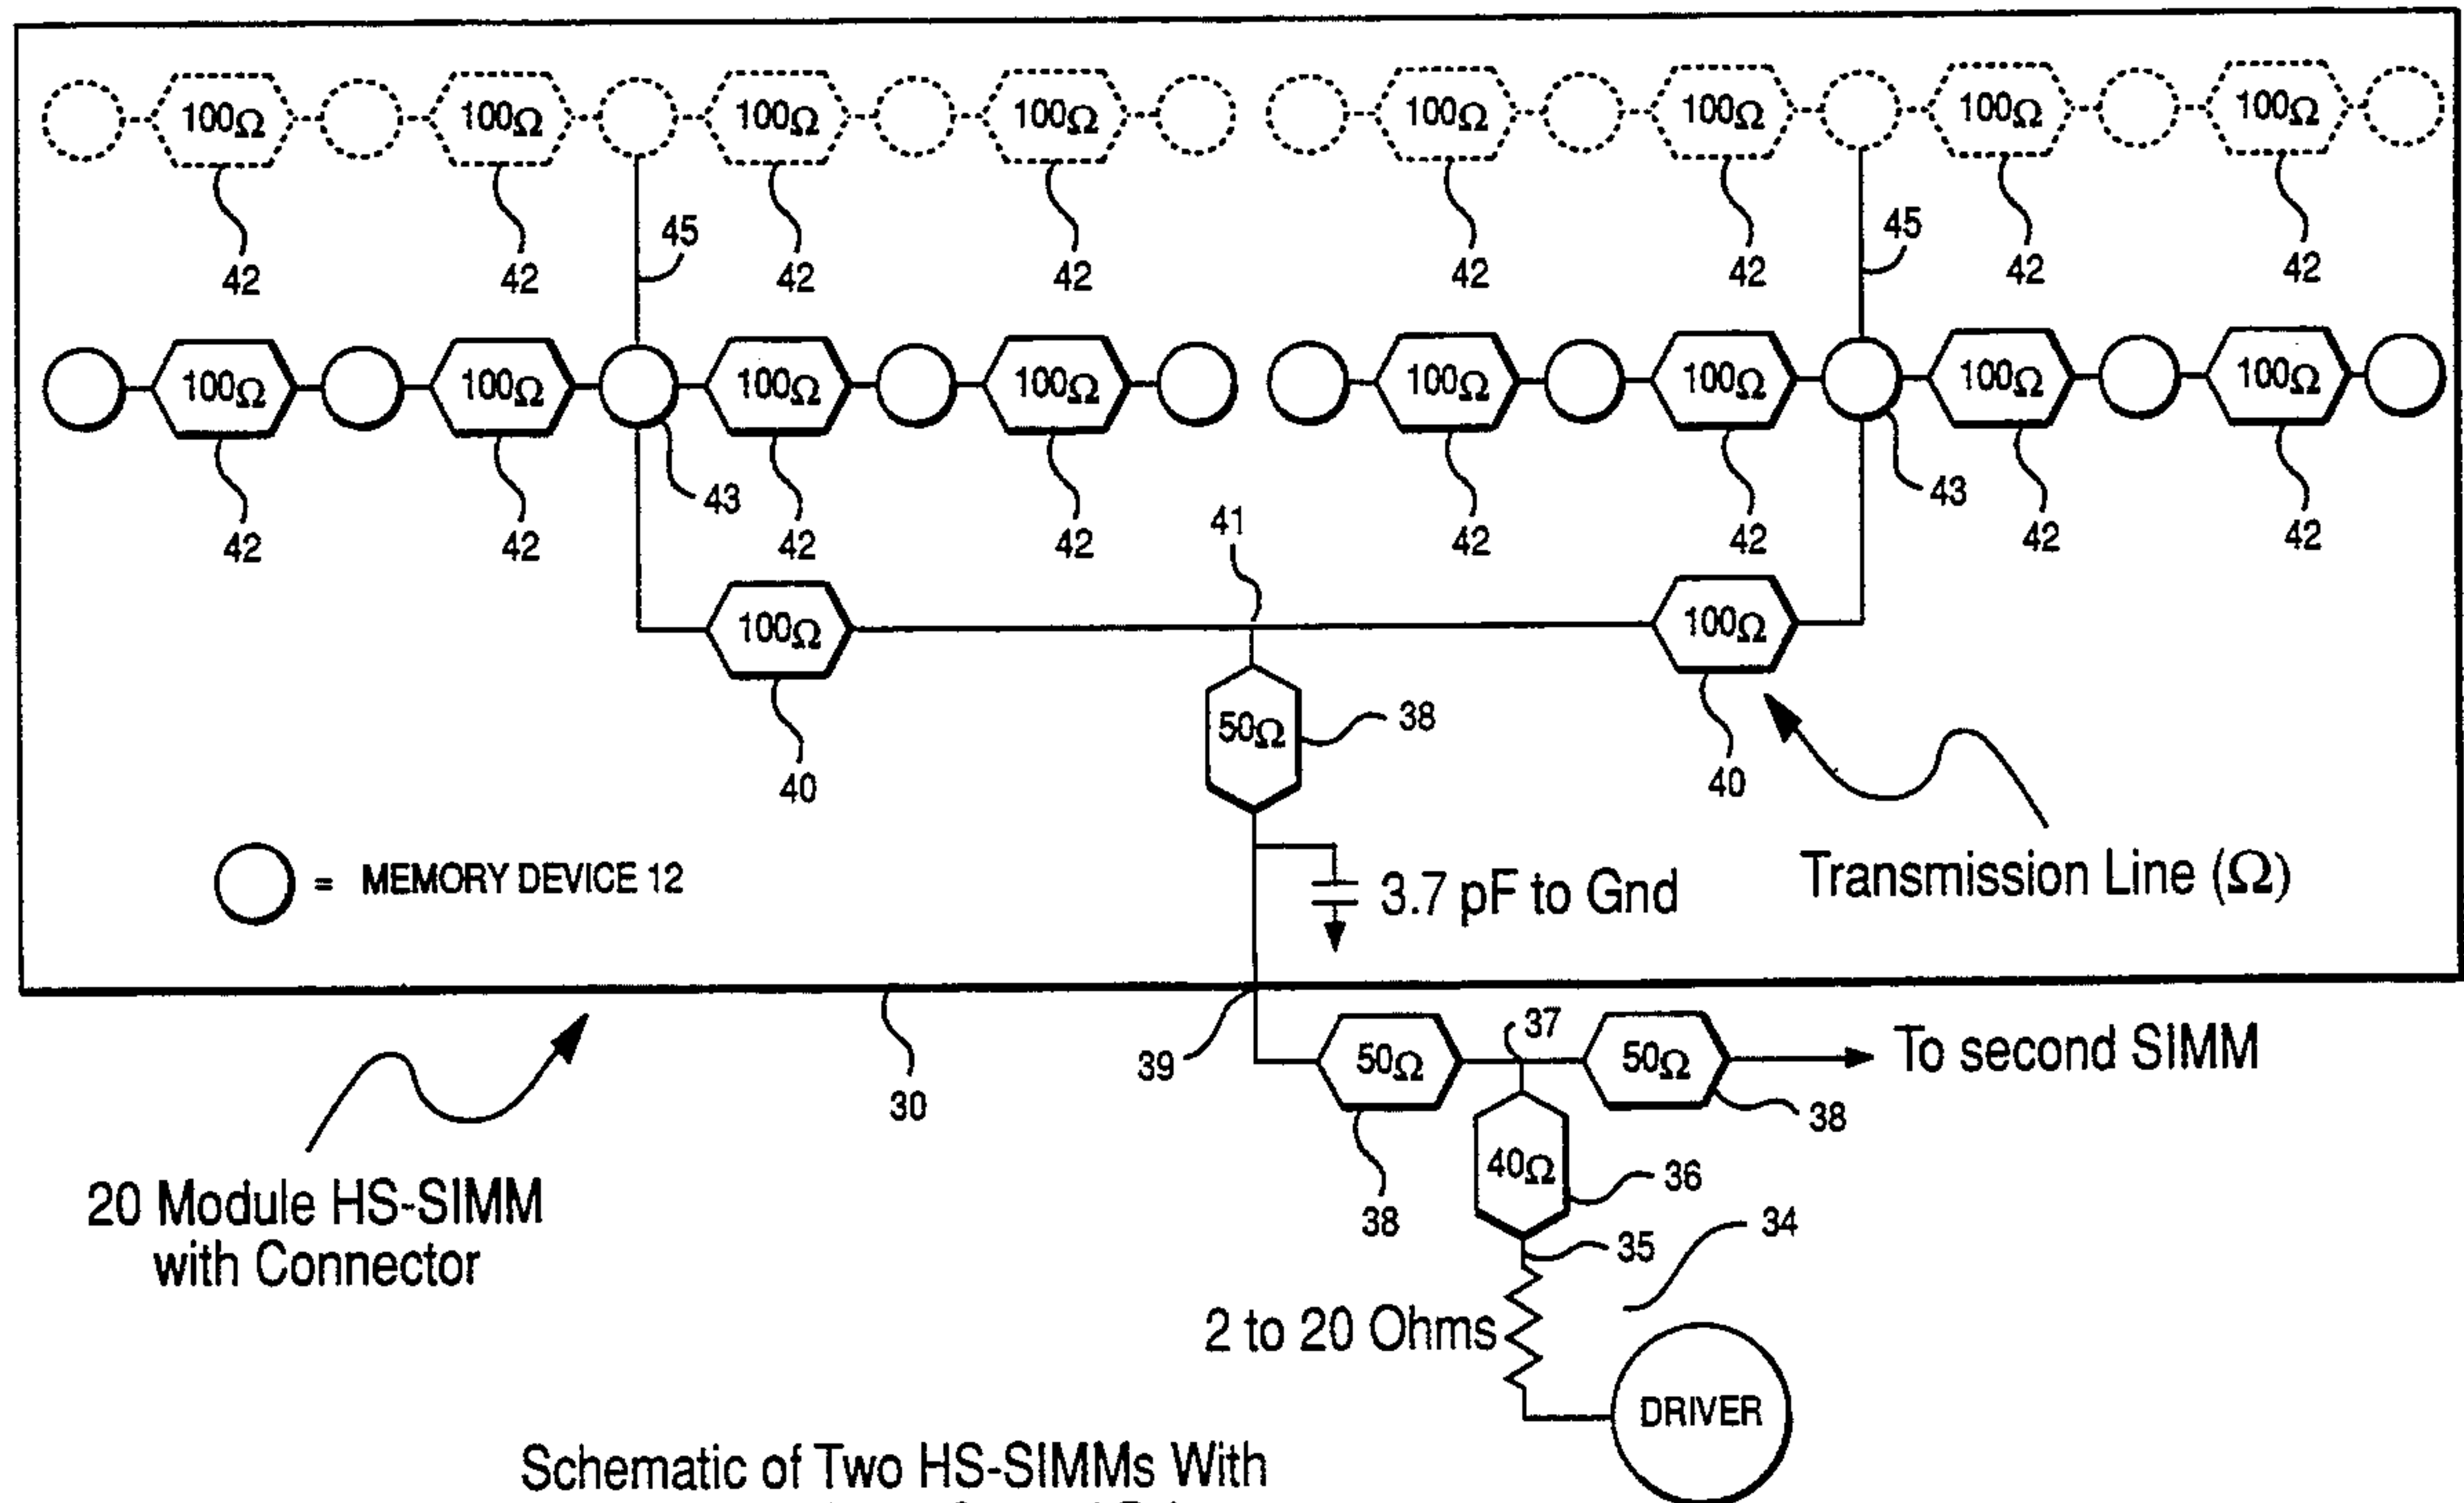 100Ω 100Ω 100Ω 100Ω 100Ω 100Ω 100Ω 100Ω
45 45
42 42 42 42 42 42 42 42
100Ω 100Ω 100Ω 100Ω 100Ω 100Ω 100Ω 100Ω
43 43
42 42 42 42 41 42 42 42 42
100Ω 100Ω
50Ω 38
40 40
= MEMORY DEVICE 12
3.7 pF to Gnd
Transmission Line (Ω)
37
39 50Ω 50Ω To second SIMM
30 38
40Ω 36
38
20 Module HS-SIMM
with Connector
35 34
2 to 20 Ohms
DRIVER
Schematic of Two HS-SIMMs With